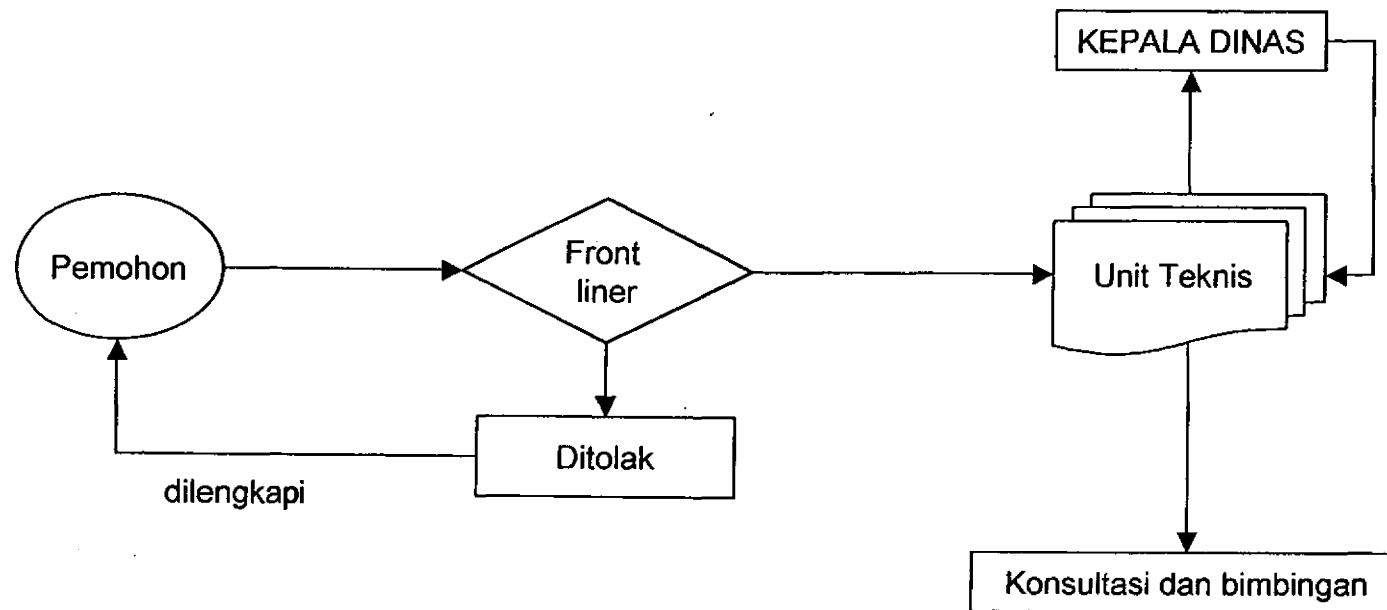 KEPALA DINAS
Pemohon
Front
liner
Unit Teknis
Ditolak
dilengkapi
Konsultasi dan bimbingan